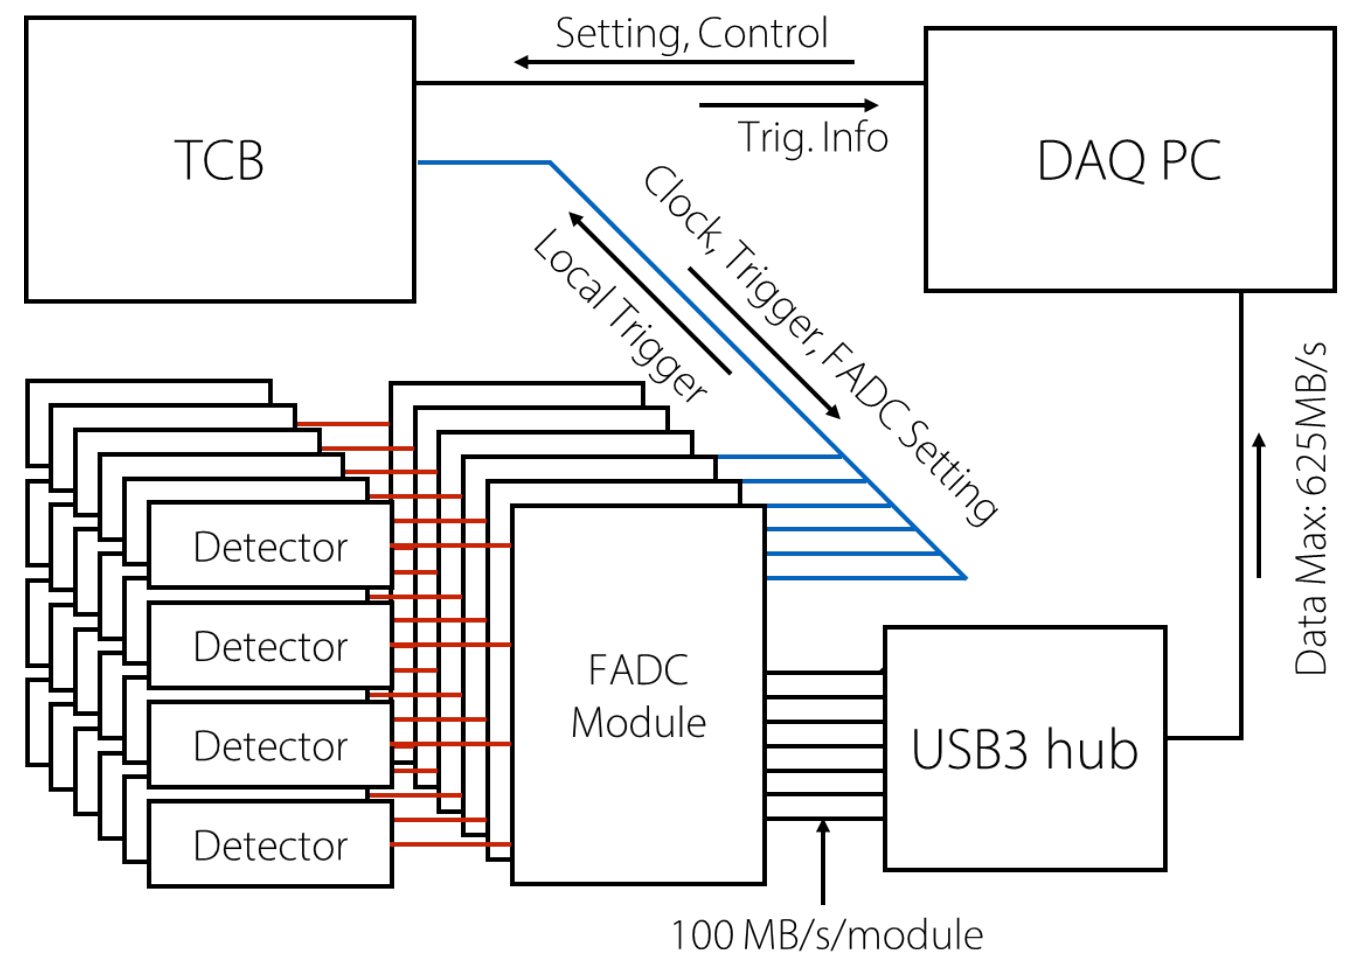 Setting, Control
TCB
DAQ PC
Trig. Info
Clock, Trigger, FADC Setting
Local Trigger
Data Max: 625MB/s
Detector
Detector
Detector
Detector
FADC
Module
USB3 hub
100 MB/s/module